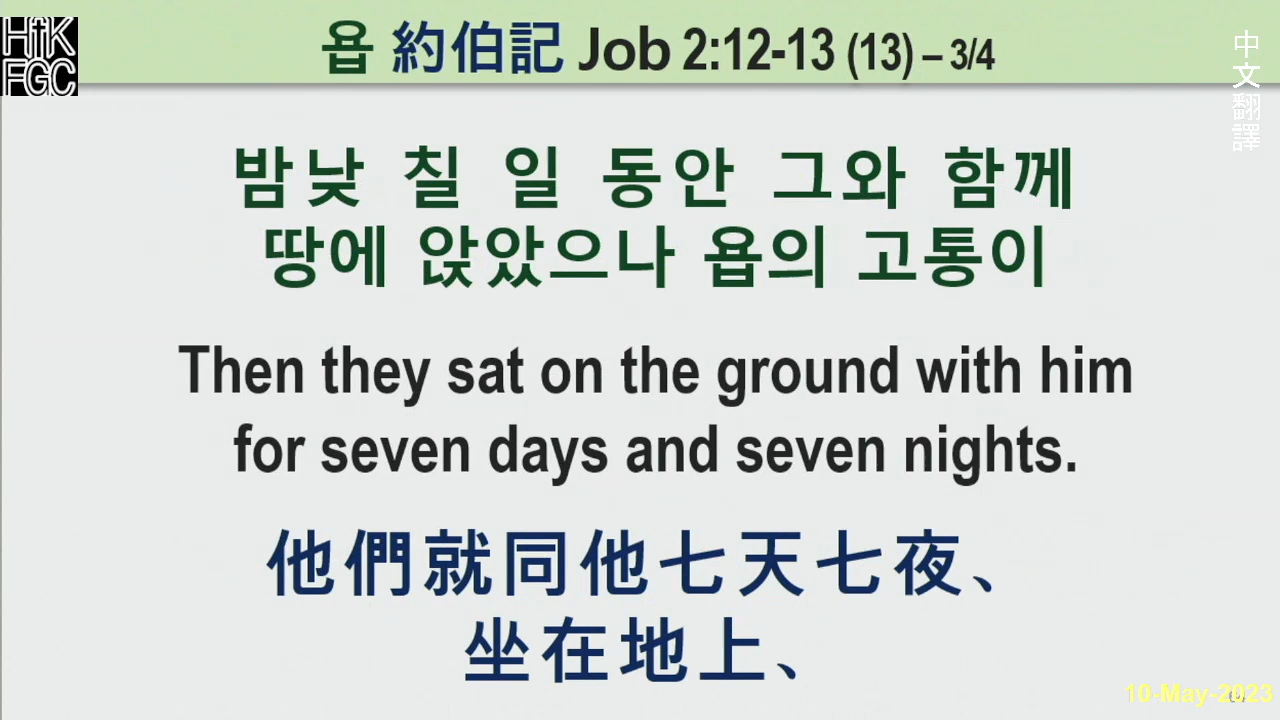 HfK
FGC
욥 約伯記 Job 2:12-13 (13) – 3/4
中文翻譯
밤낮 칠 일 동안 그와 함께
땅에 앉았으나 욥의 고통이
Then they sat on the ground with him
for seven days and seven nights.
他們就同他七天七夜、
坐在地上、
10-May-2023